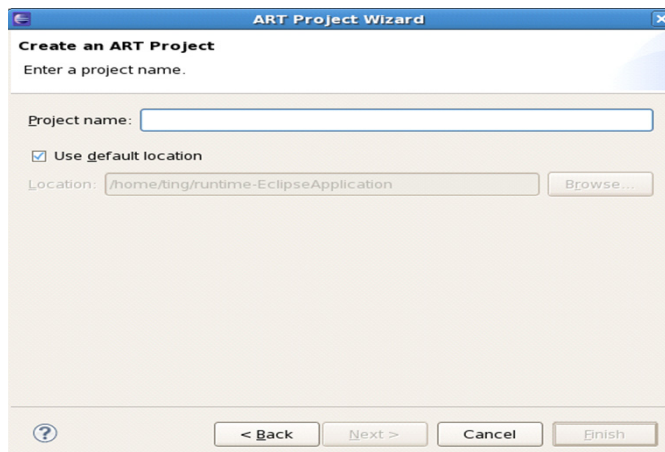 ART Project Wizard
Create an ART Project
Enter a project name.
Project name:
Use default location
Location: /home/ting/runtime-EclipseApplication Browse...
< Back Next > Cancel Finish